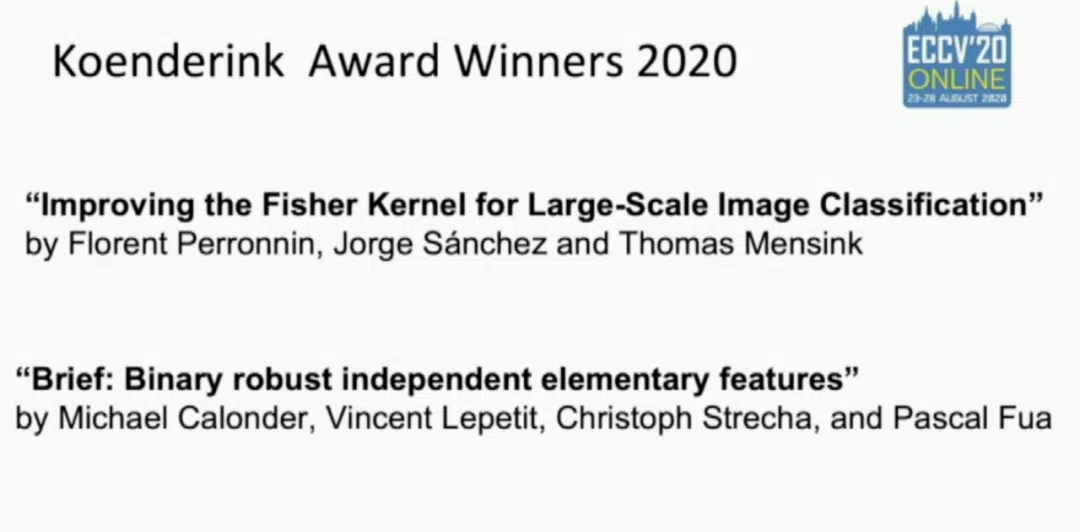 Koenderink Award Winners 2020
ECCV'20
ONLINE
23-28 AUGUST 2020
“Improving the Fisher Kernel for Large-Scale Image Classification”
by Florent Perronnin, Jorge Sánchez and Thomas Mensink
“Brief: Binary robust independent elementary features”
by Michael Calonder, Vincent Lepetit, Christoph Strecha, and Pascal Fua